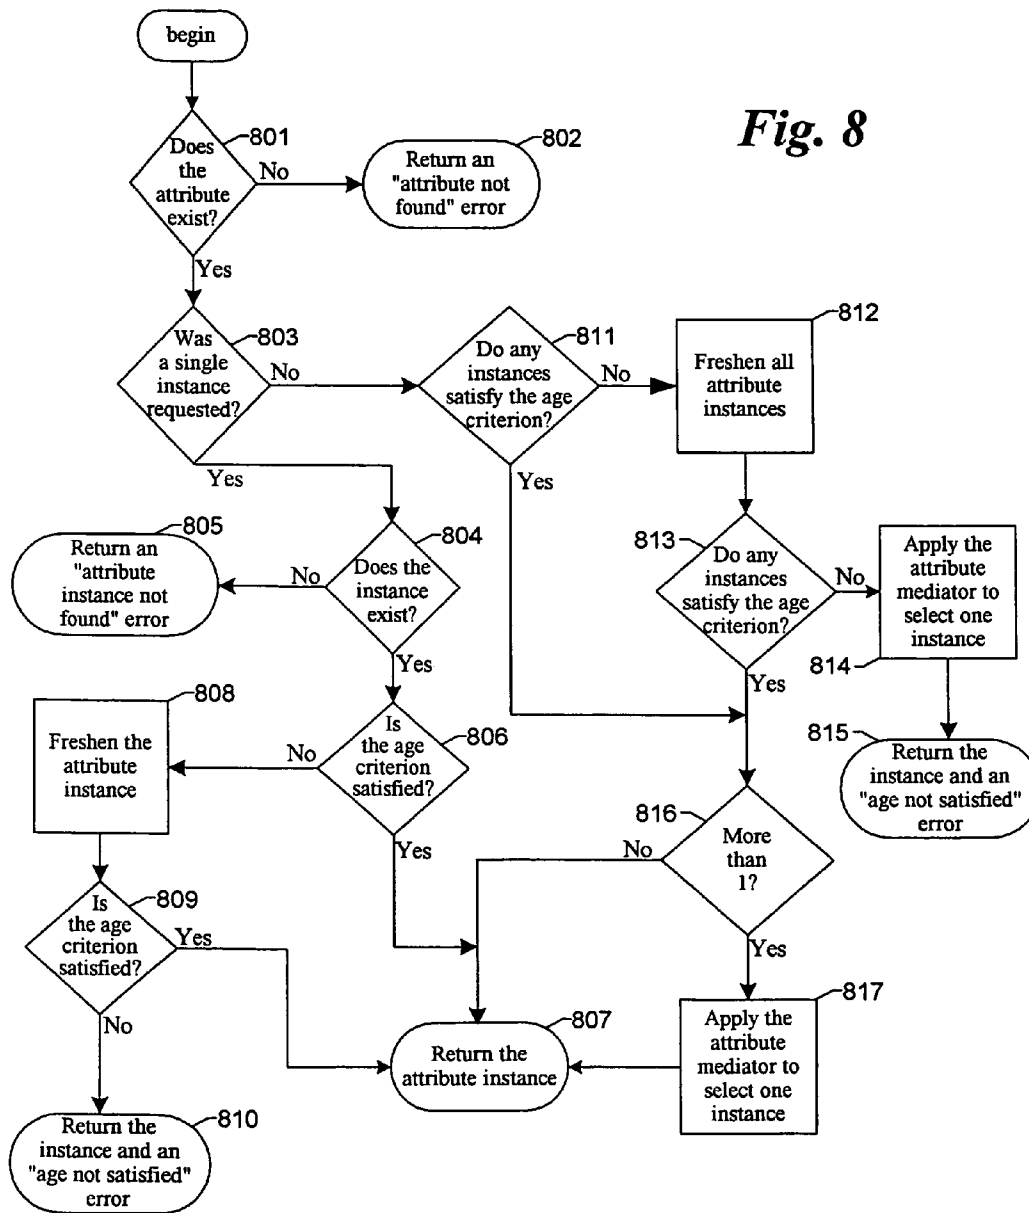 begin
Fig. 8
801
Does
the
attribute
exist?
No
802
Return an
"attribute not
found" error
Yes
803
Was
a single
instance
requested?
No
811
Do any
instances
satisfy the age
criterion?
No
812
Freshen all
attribute
instances
Yes
Yes
805
Return an
"attribute
instance not
found" error
No
804
Does the
instance
exist?
Yes
813
Do any
instances
satisfy the age
criterion?
No
Apply the
attribute
mediator to
select one
instance
814
Yes
808
Freshen the
attribute
instance
No
Is
the age
criterion
satisfied?
806
Yes
815
Return the
instance and an
"age not satisfied"
error
816
More
than
1?
No
Yes
809
Is
the age
criterion
satisfied?
Yes
No
807
Return the
attribute instance
817
Apply the
attribute
mediator to
select one
instance
810
Return the
instance and an
"age not satisfied"
error